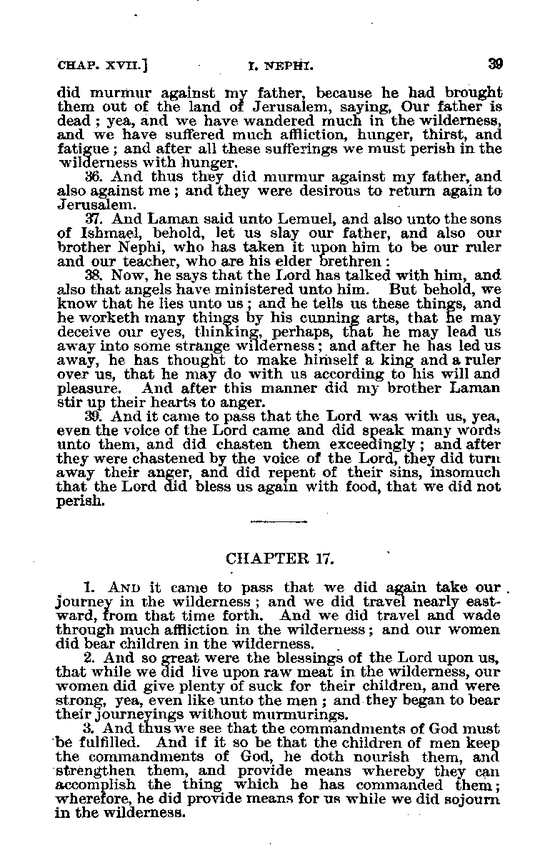 CHAP. XVII.] I. NEPHI. 39
did murmur against my father, because he had brought
them out of the land of Jerusalem, saying, Our father is
dead ; yea, and we have wandered much in the wilderness,
and we have suffered much affliction, hunger, thirst, and
fatigue ; and after all these sufferings we must perish in the
wilderness with hunger.
36. And thus they did murmur against my father, and
also against me ; and they were desirous to return again to
Jerusalem.
37. And Laman said unto Lemuel, and also unto the sons
of Ishmael, behold, let us slay our father, and also our
brother Nephi, who has taken it upon him to be our ruler
and our teacher, who are his elder brethren :
38. Now, he says that the Lord has talked with him, and
also that angels have ministered unto him. But behold, we
know that he lies unto us ; and he tells us these things, and
he worketh many things by his cunning arts, that he may
deceive our eyes, thinking, perhaps, that he may lead us
away into some strange wilderness ; and after he has led us
away, he has thought to make himself a king and a ruler
over us, that he may do with us according to his will and
pleasure. And after this manner did my brother Laman
stir up their hearts to anger.
39. And it came to pass that the Lord was with us, yea,
even the voice of the Lord came and did speak many words
unto them, and did chasten them exceedingly ; and after
they were chastened by the voice of the Lord, they did turn
away their anger, and did repent of their sins, insomuch
that the Lord did bless us again with food, that we did not
perish.
CHAPTER 17.
1. AND it came to pass that we did again take our
journey in the wilderness ; and we did travel nearly east-
ward, from that time forth. And we did travel and wade
through much affliction in the wilderness ; and our women
did bear children in the wilderness.
2. And so great were the blessings of the Lord upon us,
that while we did live upon raw meat in the wilderness, our
women did give plenty of suck for their children, and were
strong, yea, even like unto the men ; and they began to bear
their journeyings without murmurings.
3. And thus we see that the commandments of God must
be fulfilled. And if it so be that the children of men keep
the commandments of God, he doth nourish them, and
strengthen them, and provide means whereby they can
accomplish the thing which he has commanded them ;
wherefore, he did provide means for us while we did sojourn
in the wilderness.